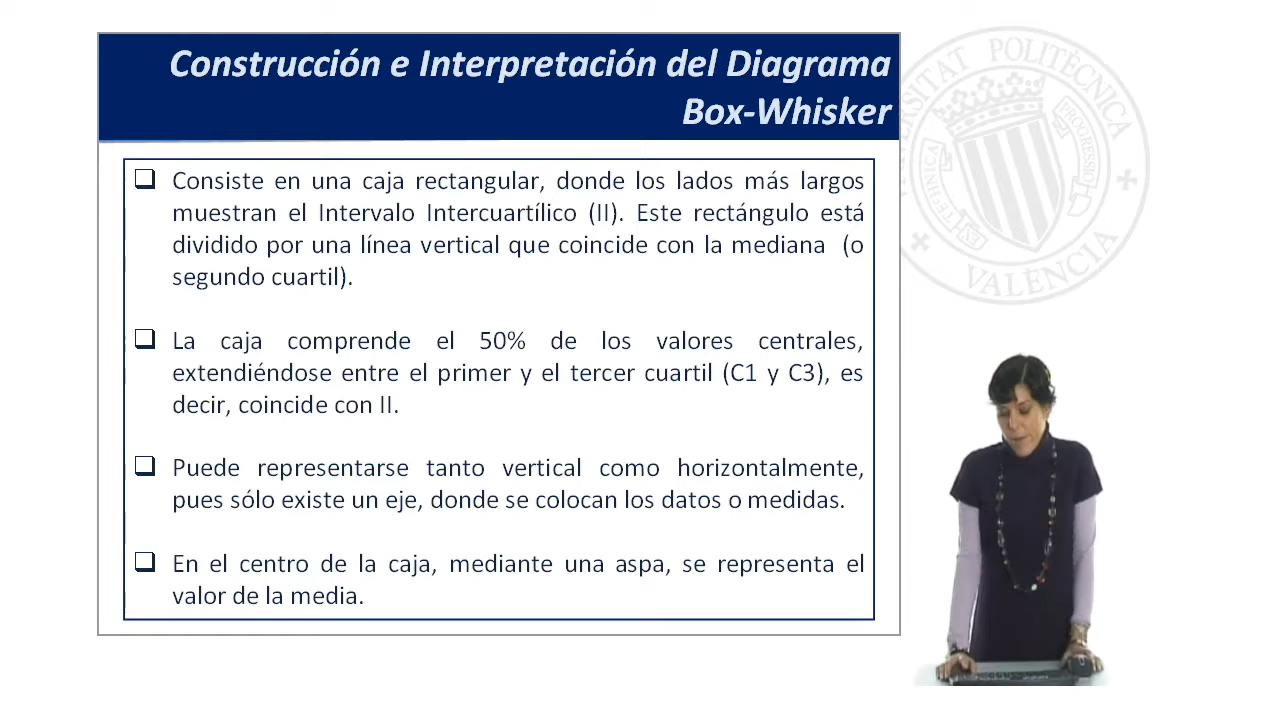 Construcción e Interpretación del Diagrama
Box-Whisker
Consiste en una caja rectangular, donde los lados más largos
muestran el Intervalo Intercuartílico (II). Este rectángulo está
dividido por una línea vertical que coincide con la mediana (o
segundo cuartil).
La caja comprende el 50% de los valores centrales,
extendiéndose entre el primer y el tercer cuartil (C1 y C3), es
decir, coincide con II.
Puede representarse tanto vertical como horizontalmente,
pues sólo existe un eje, donde se colocan los datos o medidas.
En el centro de la caja, mediante una aspa, se representa el
valor de la media.
POLITÈCNICA
VALÈNCIA
PROGRESSIO
TECHNICA